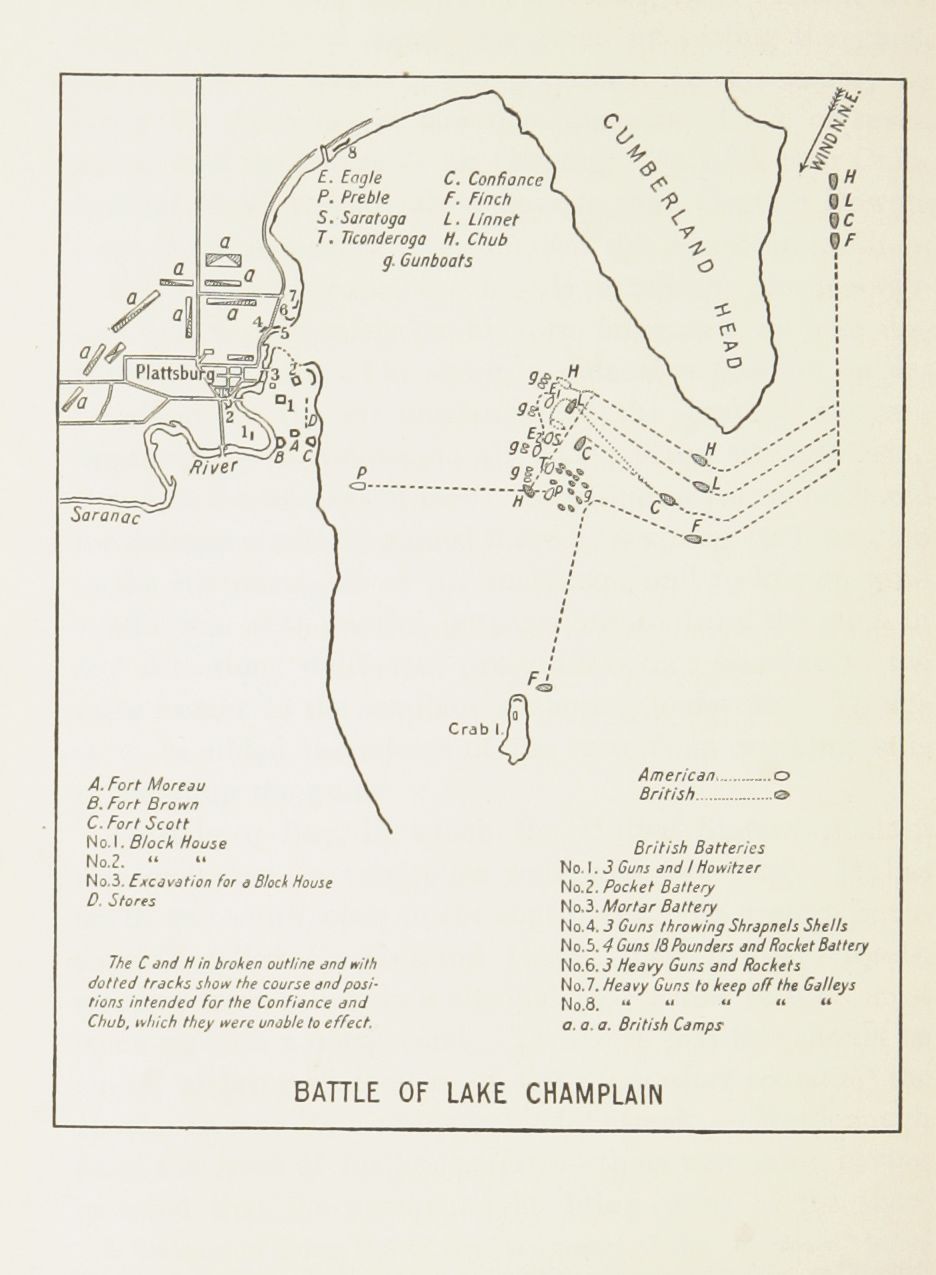 8
CUMBERLAND HEAD
WIND N.N.E.
E. Eagle C. Confiance
P. Preble F. Finch
S. Saratoga L. Linnet
T. Ticonderoga H. Chub
g. Gunboats
H
L
C
F
a
a
a
a
a
a
a
a
7
6
4
5
Plattsburg
3
2
1
2
1
D
A
B
C
River
Saranac
P
g
H
E
L
g
E
S
g
C
T
g
H
P
g
H
L
C
F
F
Crab I.
A. Fort Moreau
B. Fort Brown
C. Fort Scott
No.1. Block House
No.2. “ “
No.3. Excavation for a Block House
D. Stores
American
British
British Batteries
No.1. 3 Guns and 1 Howitzer
No.2. Pocket Battery
No.3. Mortar Battery
No.4. 3 Guns throwing Shrapnels Shells
No.5. 4 Guns 18 Pounders and Rocket Battery
No.6. 3 Heavy Guns and Rockets
No.7. Heavy Guns to keep off the Galleys
No.8. “ “ “ “ “
a. a. a. British Camps
The C and H in broken outline and with
dotted tracks show the course and posi-
tions intended for the Confiance and
Chub, which they were unable to effect.
BATTLE OF LAKE CHAMPLAIN